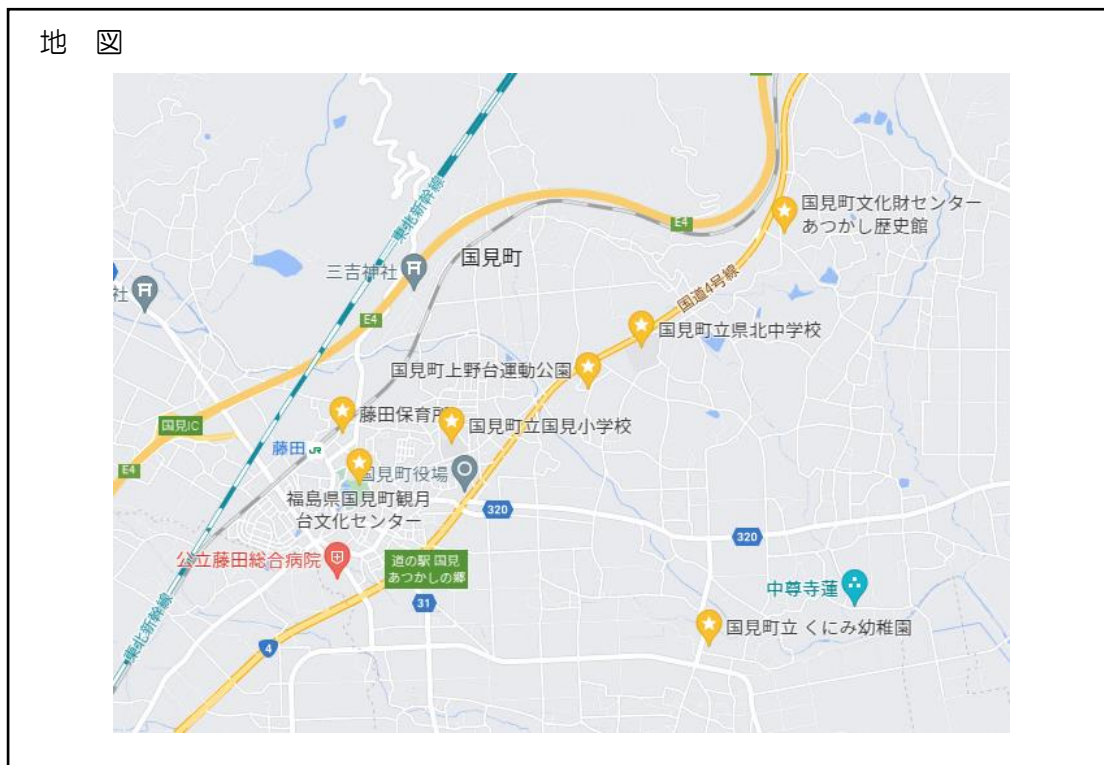 地 図
東北新幹線
E4
国見町文化財センター
あつかし歴史館
E4
国見町
三吉神社
社
国道4号線
E4
国見町立県北中学校
国見町上野台運動公園
藤田保育所
国見IC
国見町立国見小学校
藤田 JR
E4
国見町役場
福島県国見町観月
台文化センター
320
320
公立藤田総合病院
道の駅 国見
あつかしの郷
中尊寺蓮
31
国見町立 くにみ幼稚園
東北新幹線
4